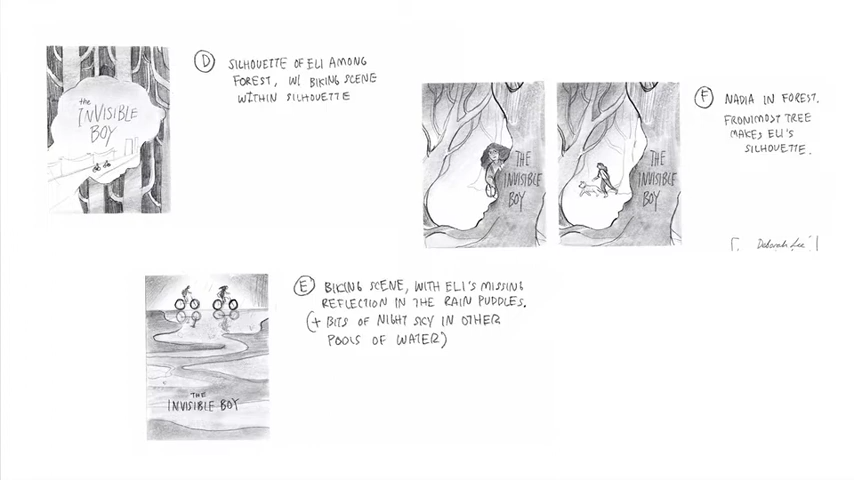 the
INVISIBLE
BOY
D
SILHOUETTE OF ELI AMONG
FOREST, W/ BIKING SCENE
WITHIN SILHOUETTE
THE
INVISIBLE
BOY
THE
INVISIBLE
BOY
F
NADIA IN FOREST.
FRONTMOST TREE
MAKES ELI'S
SILHOUETTE.
Deborah Lee
THE
INVISIBLE BOY
E
BIKING SCENE, WITH ELI'S MISSING
REFLECTION IN THE RAIN PUDDLES.
(+ BITS OF NIGHT SKY IN OTHER
POOLS OF WATER)